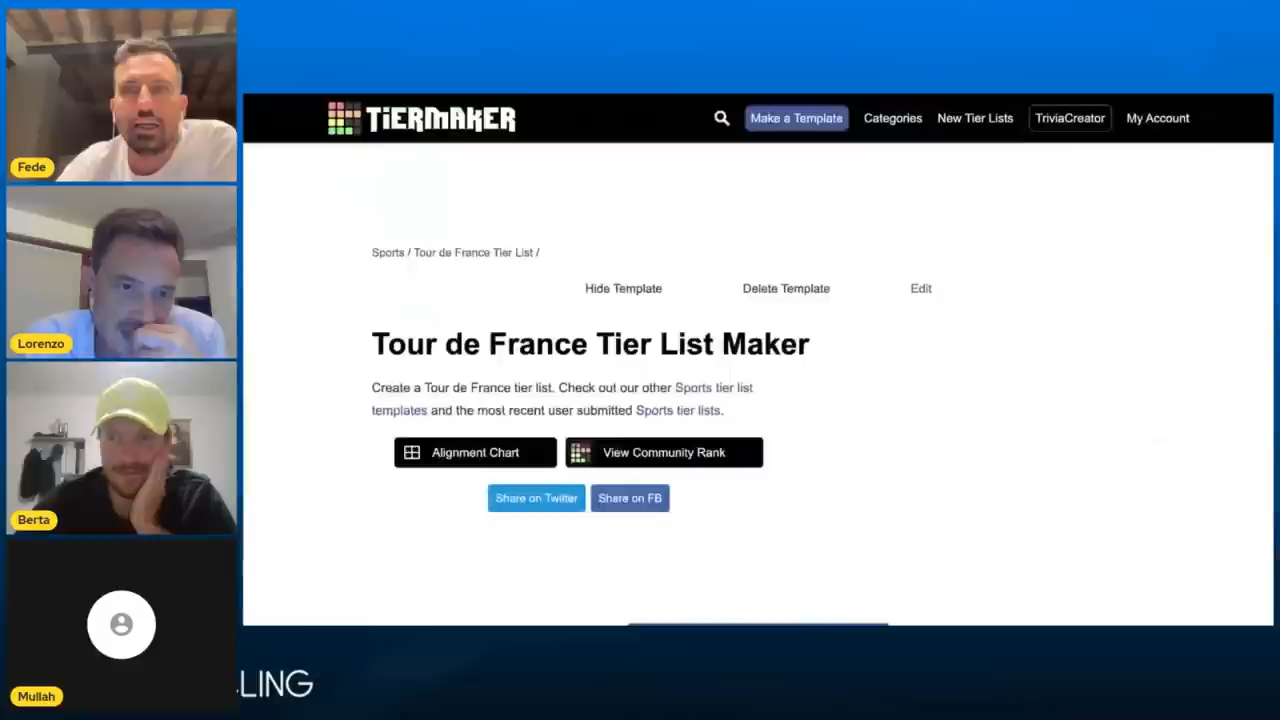 Fede
Lorenzo
Berta
Mullah
TiERMAKER
Make a Template
Categories
New Tier Lists
TriviaCreator
My Account
Sports / Tour de France Tier List /
Hide Template
Delete Template
Edit
Tour de France Tier List Maker
Create a Tour de France tier list. Check out our other Sports tier list
templates and the most recent user submitted Sports tier lists.
Alignment Chart
View Community Rank
Share on Twitter
Share on FB
LING